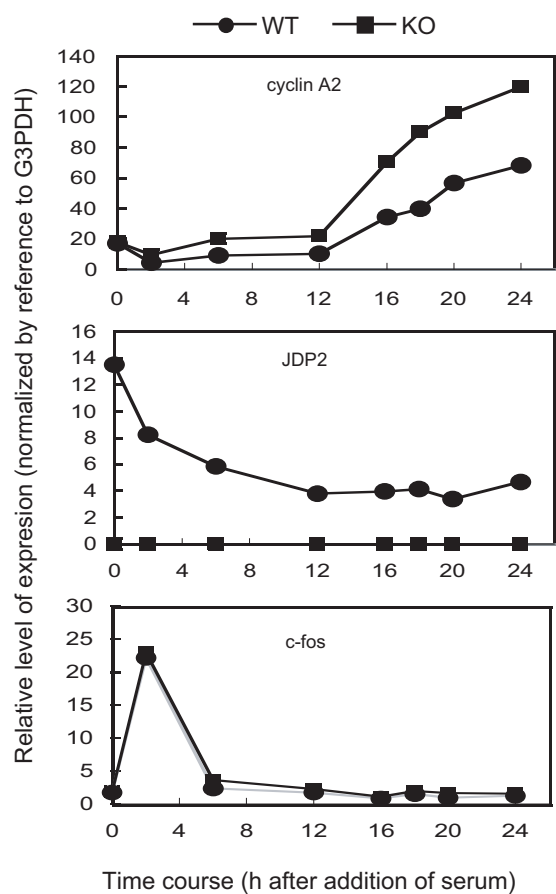 WT KO
Relative level of expresion (normalized by reference to G3PDH)
cyclin A2
140
120
100
80
60
40
20
0
0 4 8 12 16 20 24
JDP2
16
14
12
10
8
6
4
2
0
0 4 8 12 16 20 24
c-fos
30
25
20
15
10
5
0
0 4 8 12 16 20 24
Time course (h after addition of serum)